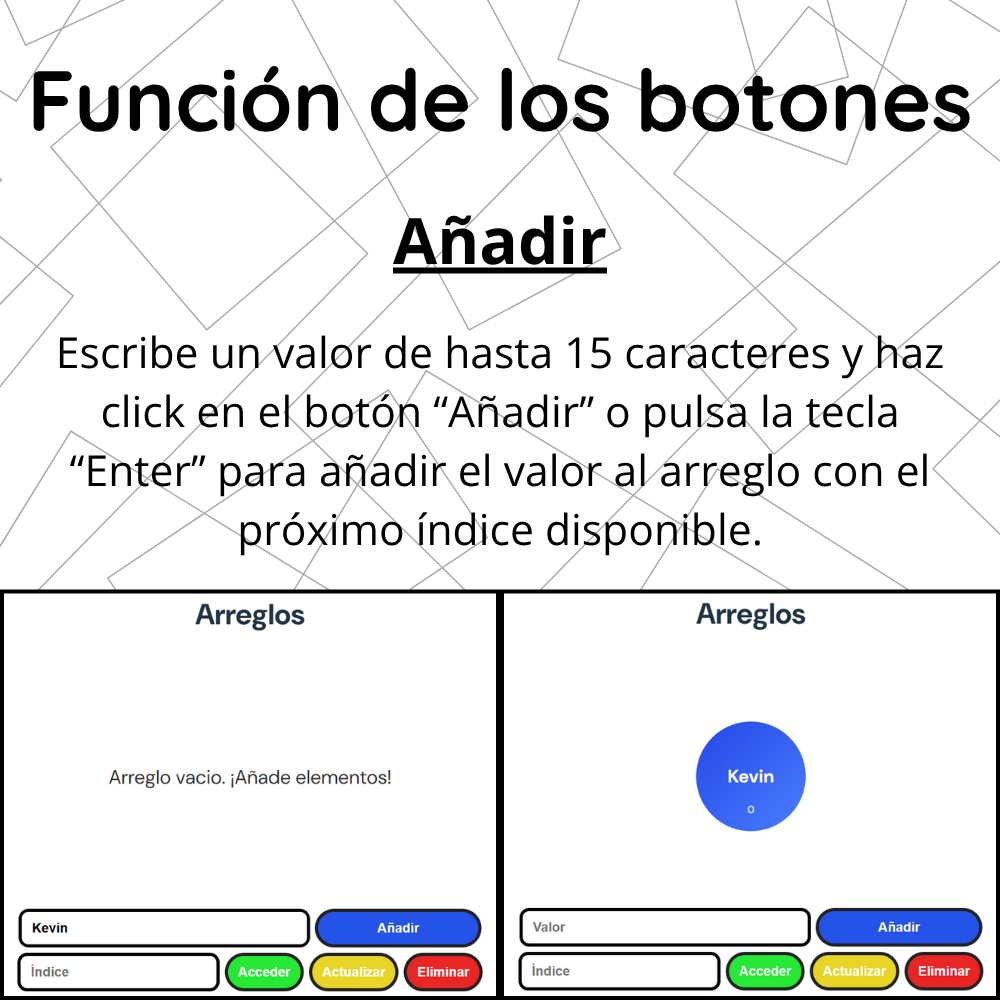 Función de los botones
Añadir
Escribe un valor de hasta 15 caracteres y haz
click en el botón “Añadir” o pulsa la tecla
“Enter” para añadir el valor al arreglo con el
próximo índice disponible.
Arreglos
Arreglo vacio. ¡Añade elementos!
Kevin
Añadir
Índice
Acceder
Actualizar
Eliminar
Arreglos
Kevin
0
Valor
Añadir
Índice
Acceder
Actualizar
Eliminar